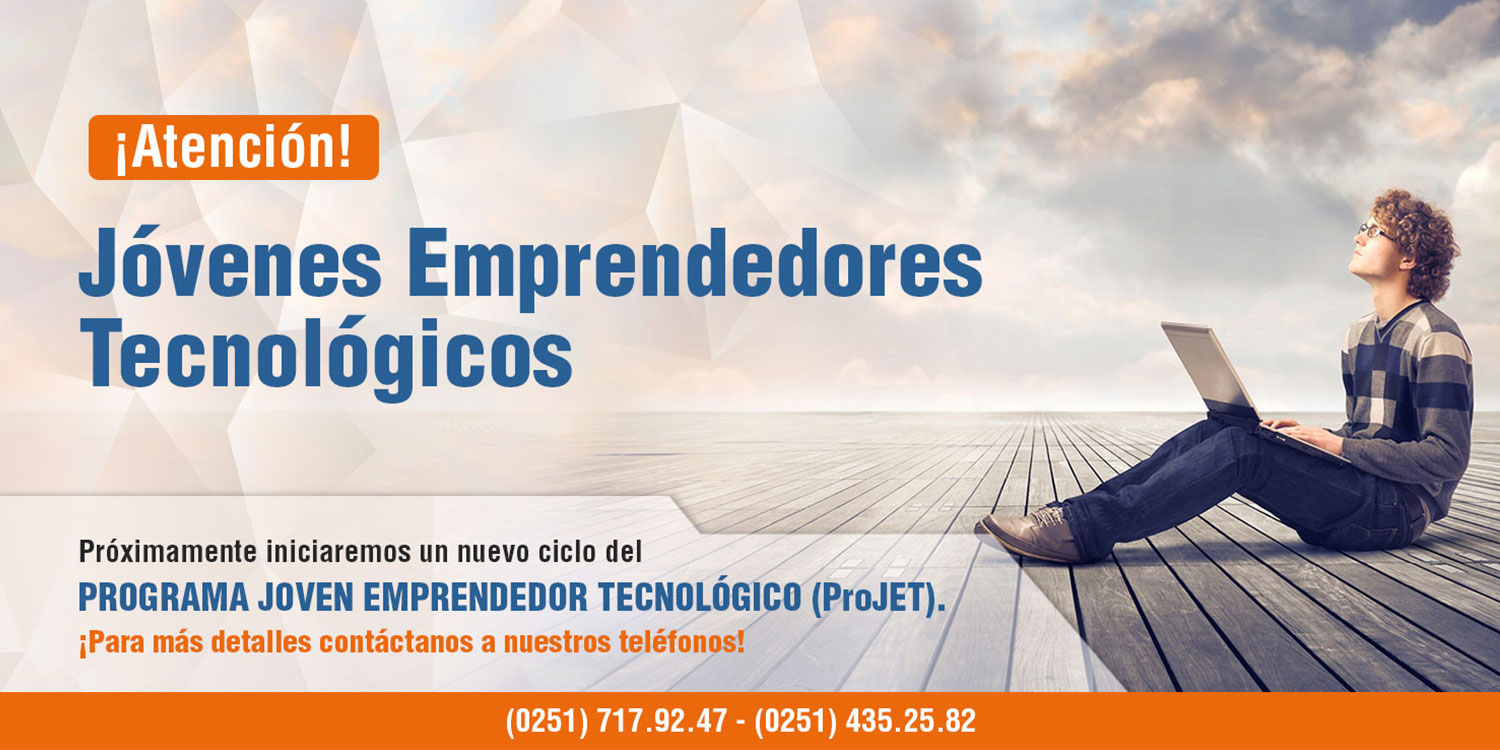 ¡Atención!
Jóvenes Emprendedores
Tecnológicos
Próximamente iniciaremos un nuevo ciclo del
PROGRAMA JOVEN EMPRENDEDOR TECNOLÓGICO (ProJET).
¡Para más detalles contáctanos a nuestros teléfonos!
(0251) 717.92.47 - (0251) 435.25.82